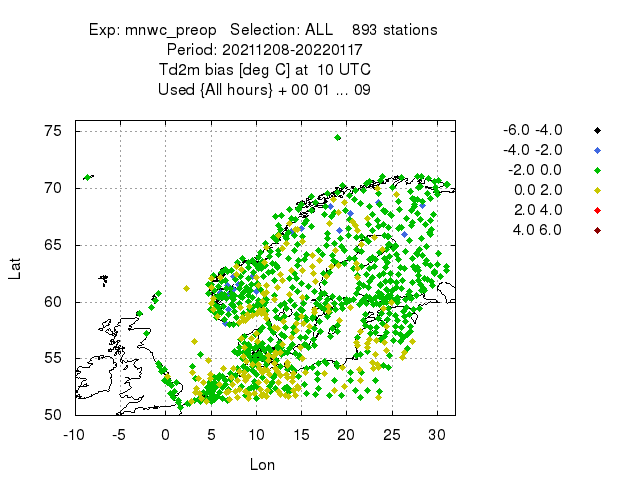 Exp: mnwc_preop Selection: ALL 893 stations
Period: 20211208-20220117
Td2m bias [deg C] at 10 UTC
Used {All hours} + 00 01 ... 09
75
70
65
60
55
50
Lat
-10 -5 0 5 10 15 20 25 30
Lon
-6.0 -4.0
-4.0 -2.0
-2.0 0.0
0.0 2.0
2.0 4.0
4.0 6.0